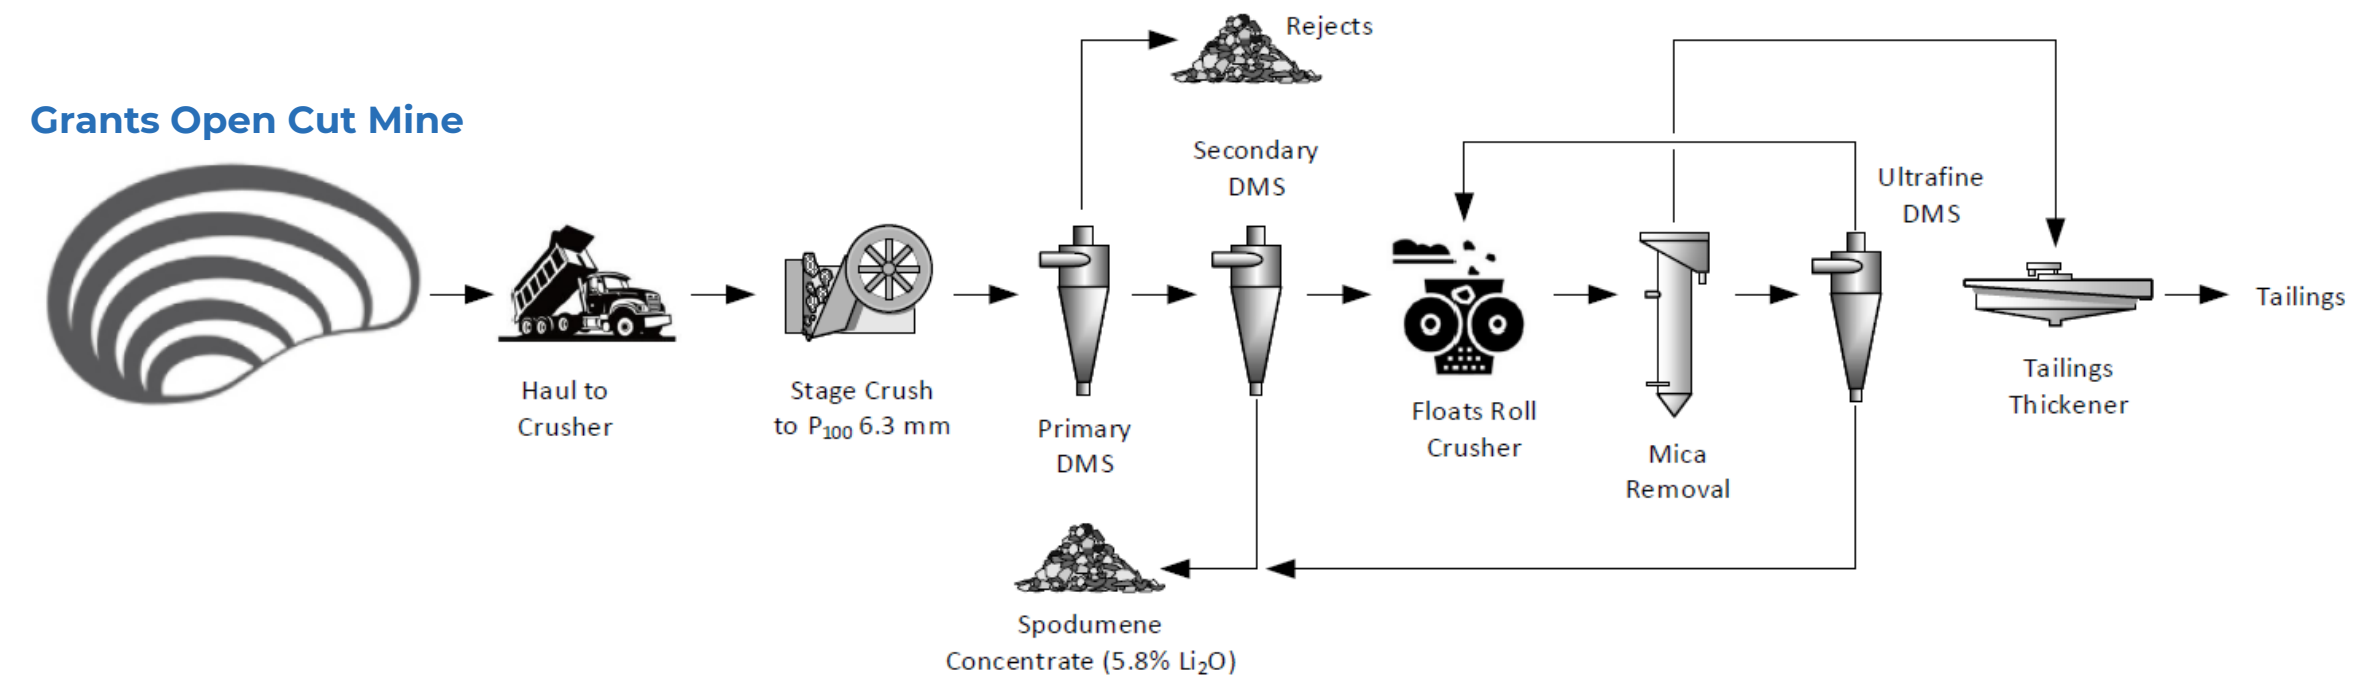 Grants Open Cut Mine
Rejects
Haul to
Crusher
Stage Crush
to P₁₀₀ 6.3 mm
Primary
DMS
Secondary
DMS
Floats Roll
Crusher
Mica
Removal
Ultrafine
DMS
Tailings
Thickener
Tailings
Spodumene
Concentrate (5.8% Li₂O)